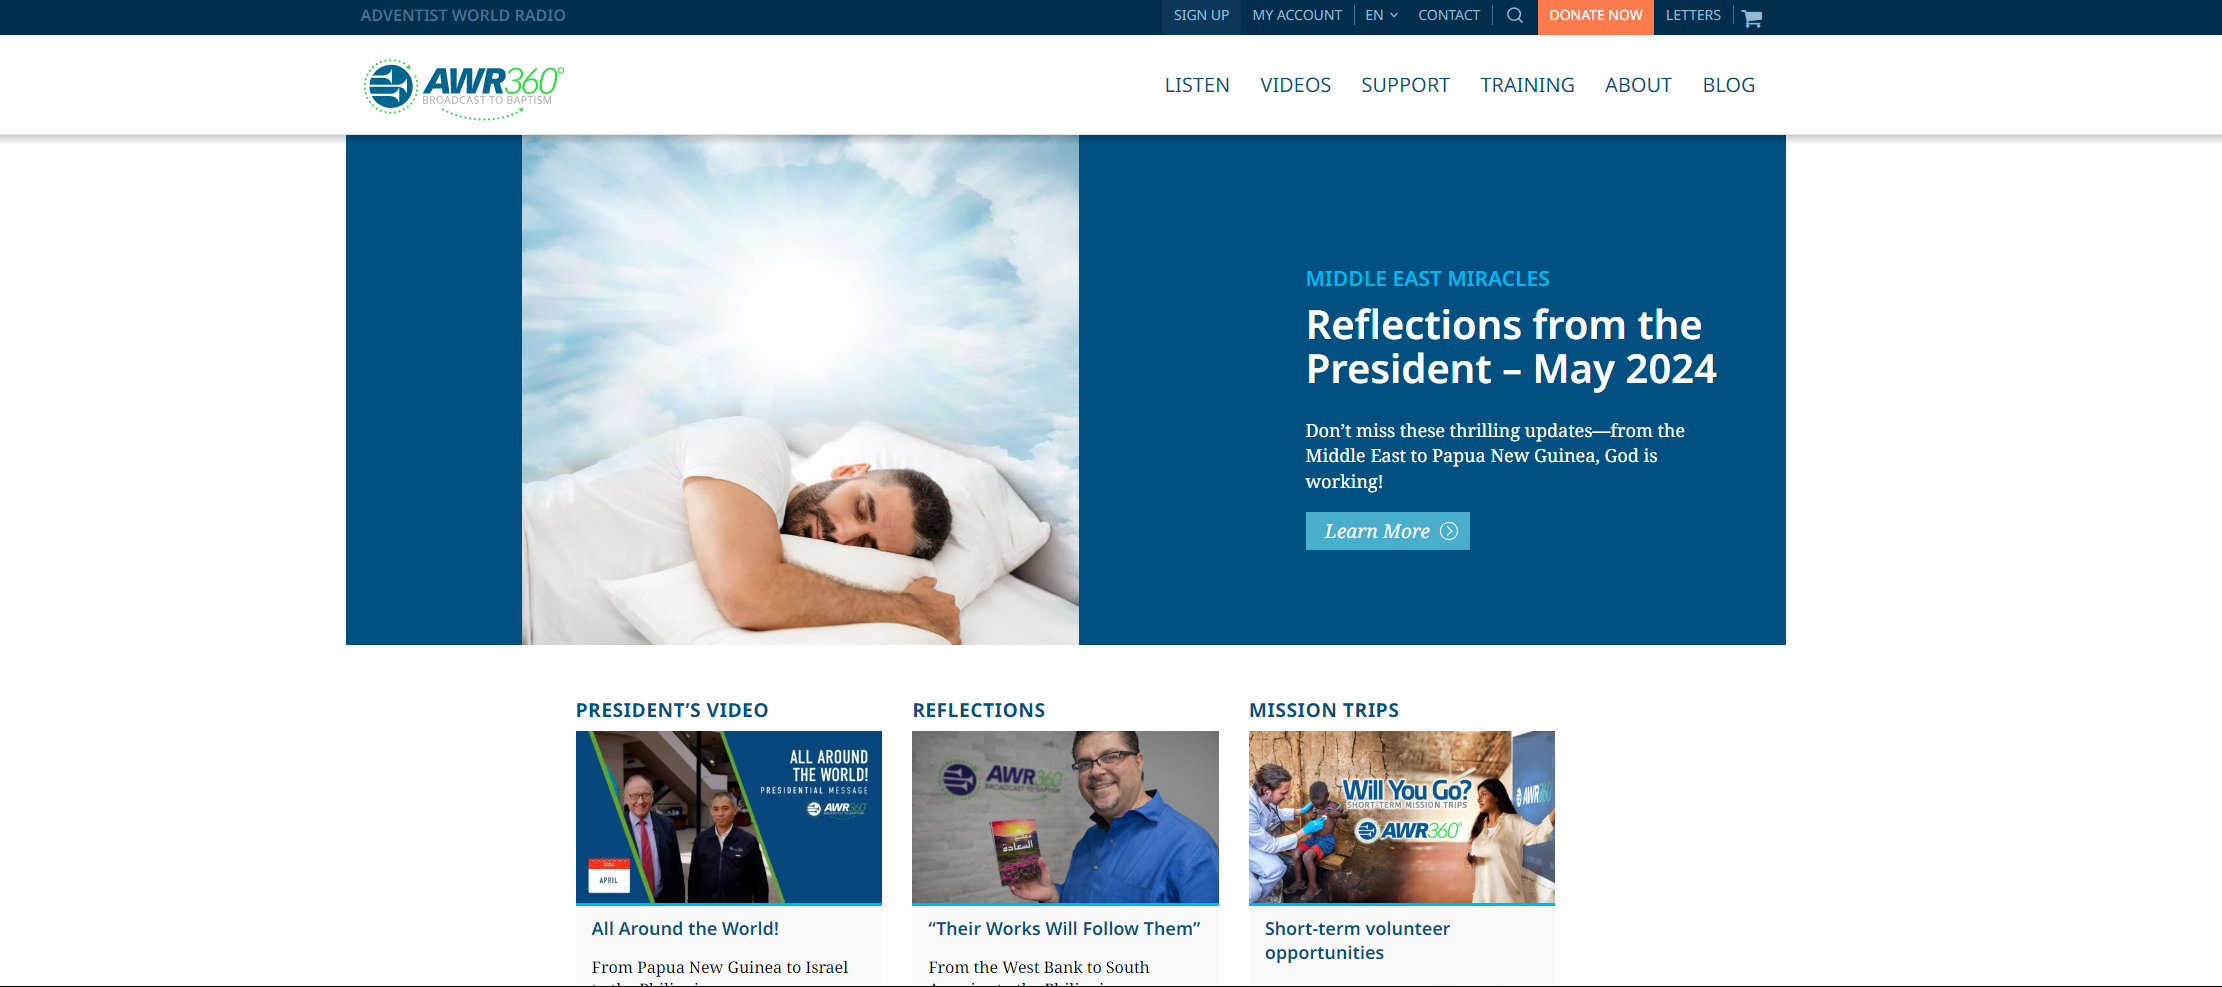 ADVENTIST WORLD RADIO
SIGN UP
MY ACCOUNT
EN
CONTACT
DONATE NOW
LETTERS
AWR360°
BROADCAST TO BAPTISM
LISTEN
VIDEOS
SUPPORT
TRAINING
ABOUT
BLOG
MIDDLE EAST MIRACLES
Reflections from the
President – May 2024
Don’t miss these thrilling updates—from the
Middle East to Papua New Guinea, God is
working!
Learn More
PRESIDENT’S VIDEO
ALL AROUND
THE WORLD!
PRESIDENTIAL MESSAGE
AWR360°
APRIL
All Around the World!
From Papua New Guinea to Israel
REFLECTIONS
AWR360°
BROADCAST TO BAPTISM
السعادة
“Their Works Will Follow Them”
From the West Bank to South
MISSION TRIPS
Will You Go?
SHORT-TERM MISSION TRIPS
AWR360°
AWR360
Short-term volunteer
opportunities